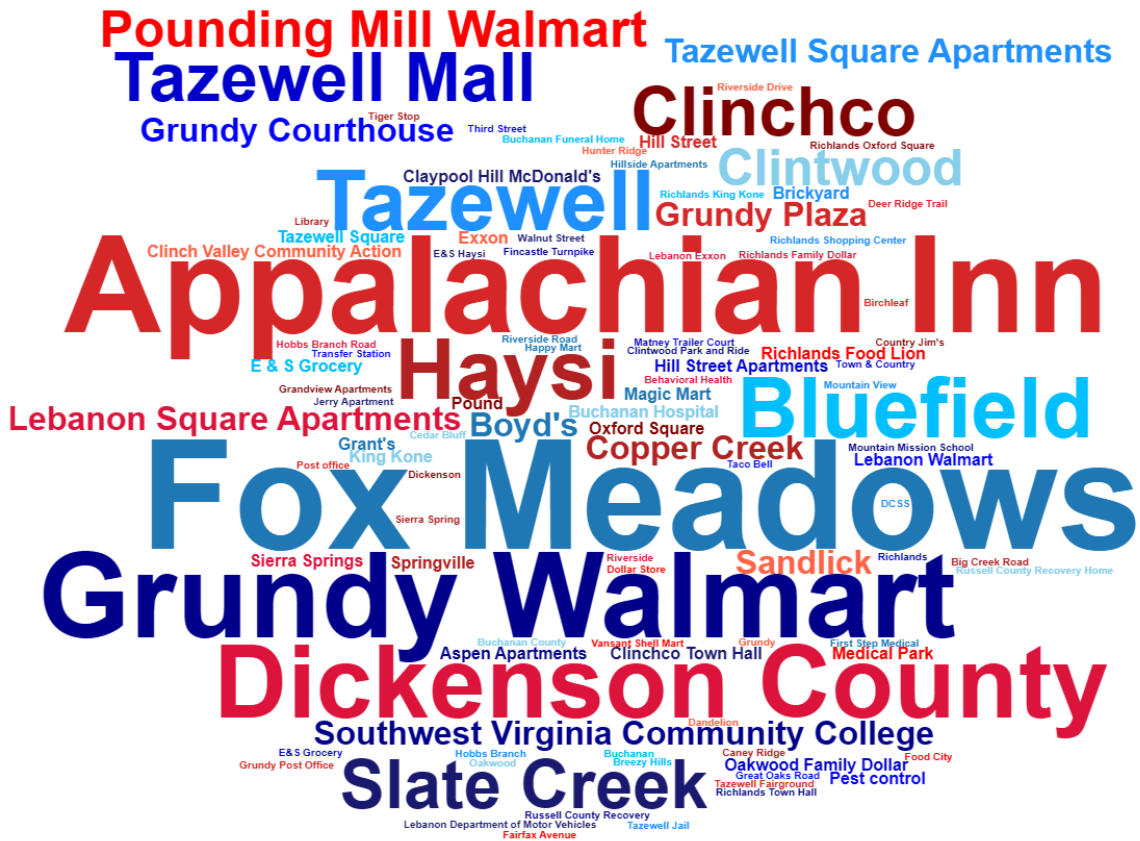 Pounding Mill Walmart
Tazewell Square Apartments
Tazewell Mall
Riverside Drive
Clinchco
Tiger Stop
Grundy Courthouse
Third Street
Buchanan Funeral Home
Hill Street
Richlands Oxford Square
Hunter Ridge
Hillside Apartments
Clintwood
Claypool Hill McDonald's
Tazewell
Richlands King Kone
Brickyard
Deer Ridge Trail
Grundy Plaza
Library
Tazewell Square
Exxon
Walnut Street
Richlands Shopping Center
Clinch Valley Community Action
E&S Haysi
Fincastle Turnpike
Lebanon Exxon
Richlands Family Dollar
Appalachian Inn
Birchleaf
Hobbs Branch Road
Riverside Road
Matney Trailer Court
Country Jim's
Transfer Station
Happy Mart
Clintwood Park and Ride
Richlands Food Lion
E & S Grocery
Haysi
Hill Street Apartments
Town & Country
Grandview Apartments
Behavioral Health
Mountain View
Jerry Apartment
Pound
Magic Mart
Bluefield
Lebanon Square Apartments
Buchanan Hospital
Boyd's
Oxford Square
Cedar Bluff
Grant's
Copper Creek
Mountain Mission School
King Kone
Lebanon Walmart
Post office
Taco Bell
Dickenson
Fox Meadows
DCSS
Sierra Spring
Sierra Springs
Springville
Riverside
Dollar Store
Sandlick
Richlands
Big Creek Road
Russell County Recovery Home
Grundy Walmart
Buchanan County
Vansant Shell Mart
Grundy
First Step Medical
Aspen Apartments
Clinchco Town Hall
Medical Park
Dickenson County
Dandelion
Southwest Virginia Community College
E&S Grocery
Hobbs Branch
Buchanan
Caney Ridge
Food City
Grundy Post Office
Oakwood
Breezy Hills
Oakwood Family Dollar
Great Oaks Road
Pest control
Slate Creek
Tazewell Fairground
Richlands Town Hall
Russell County Recovery
Lebanon Department of Motor Vehicles
Tazewell Jail
Fairfax Avenue